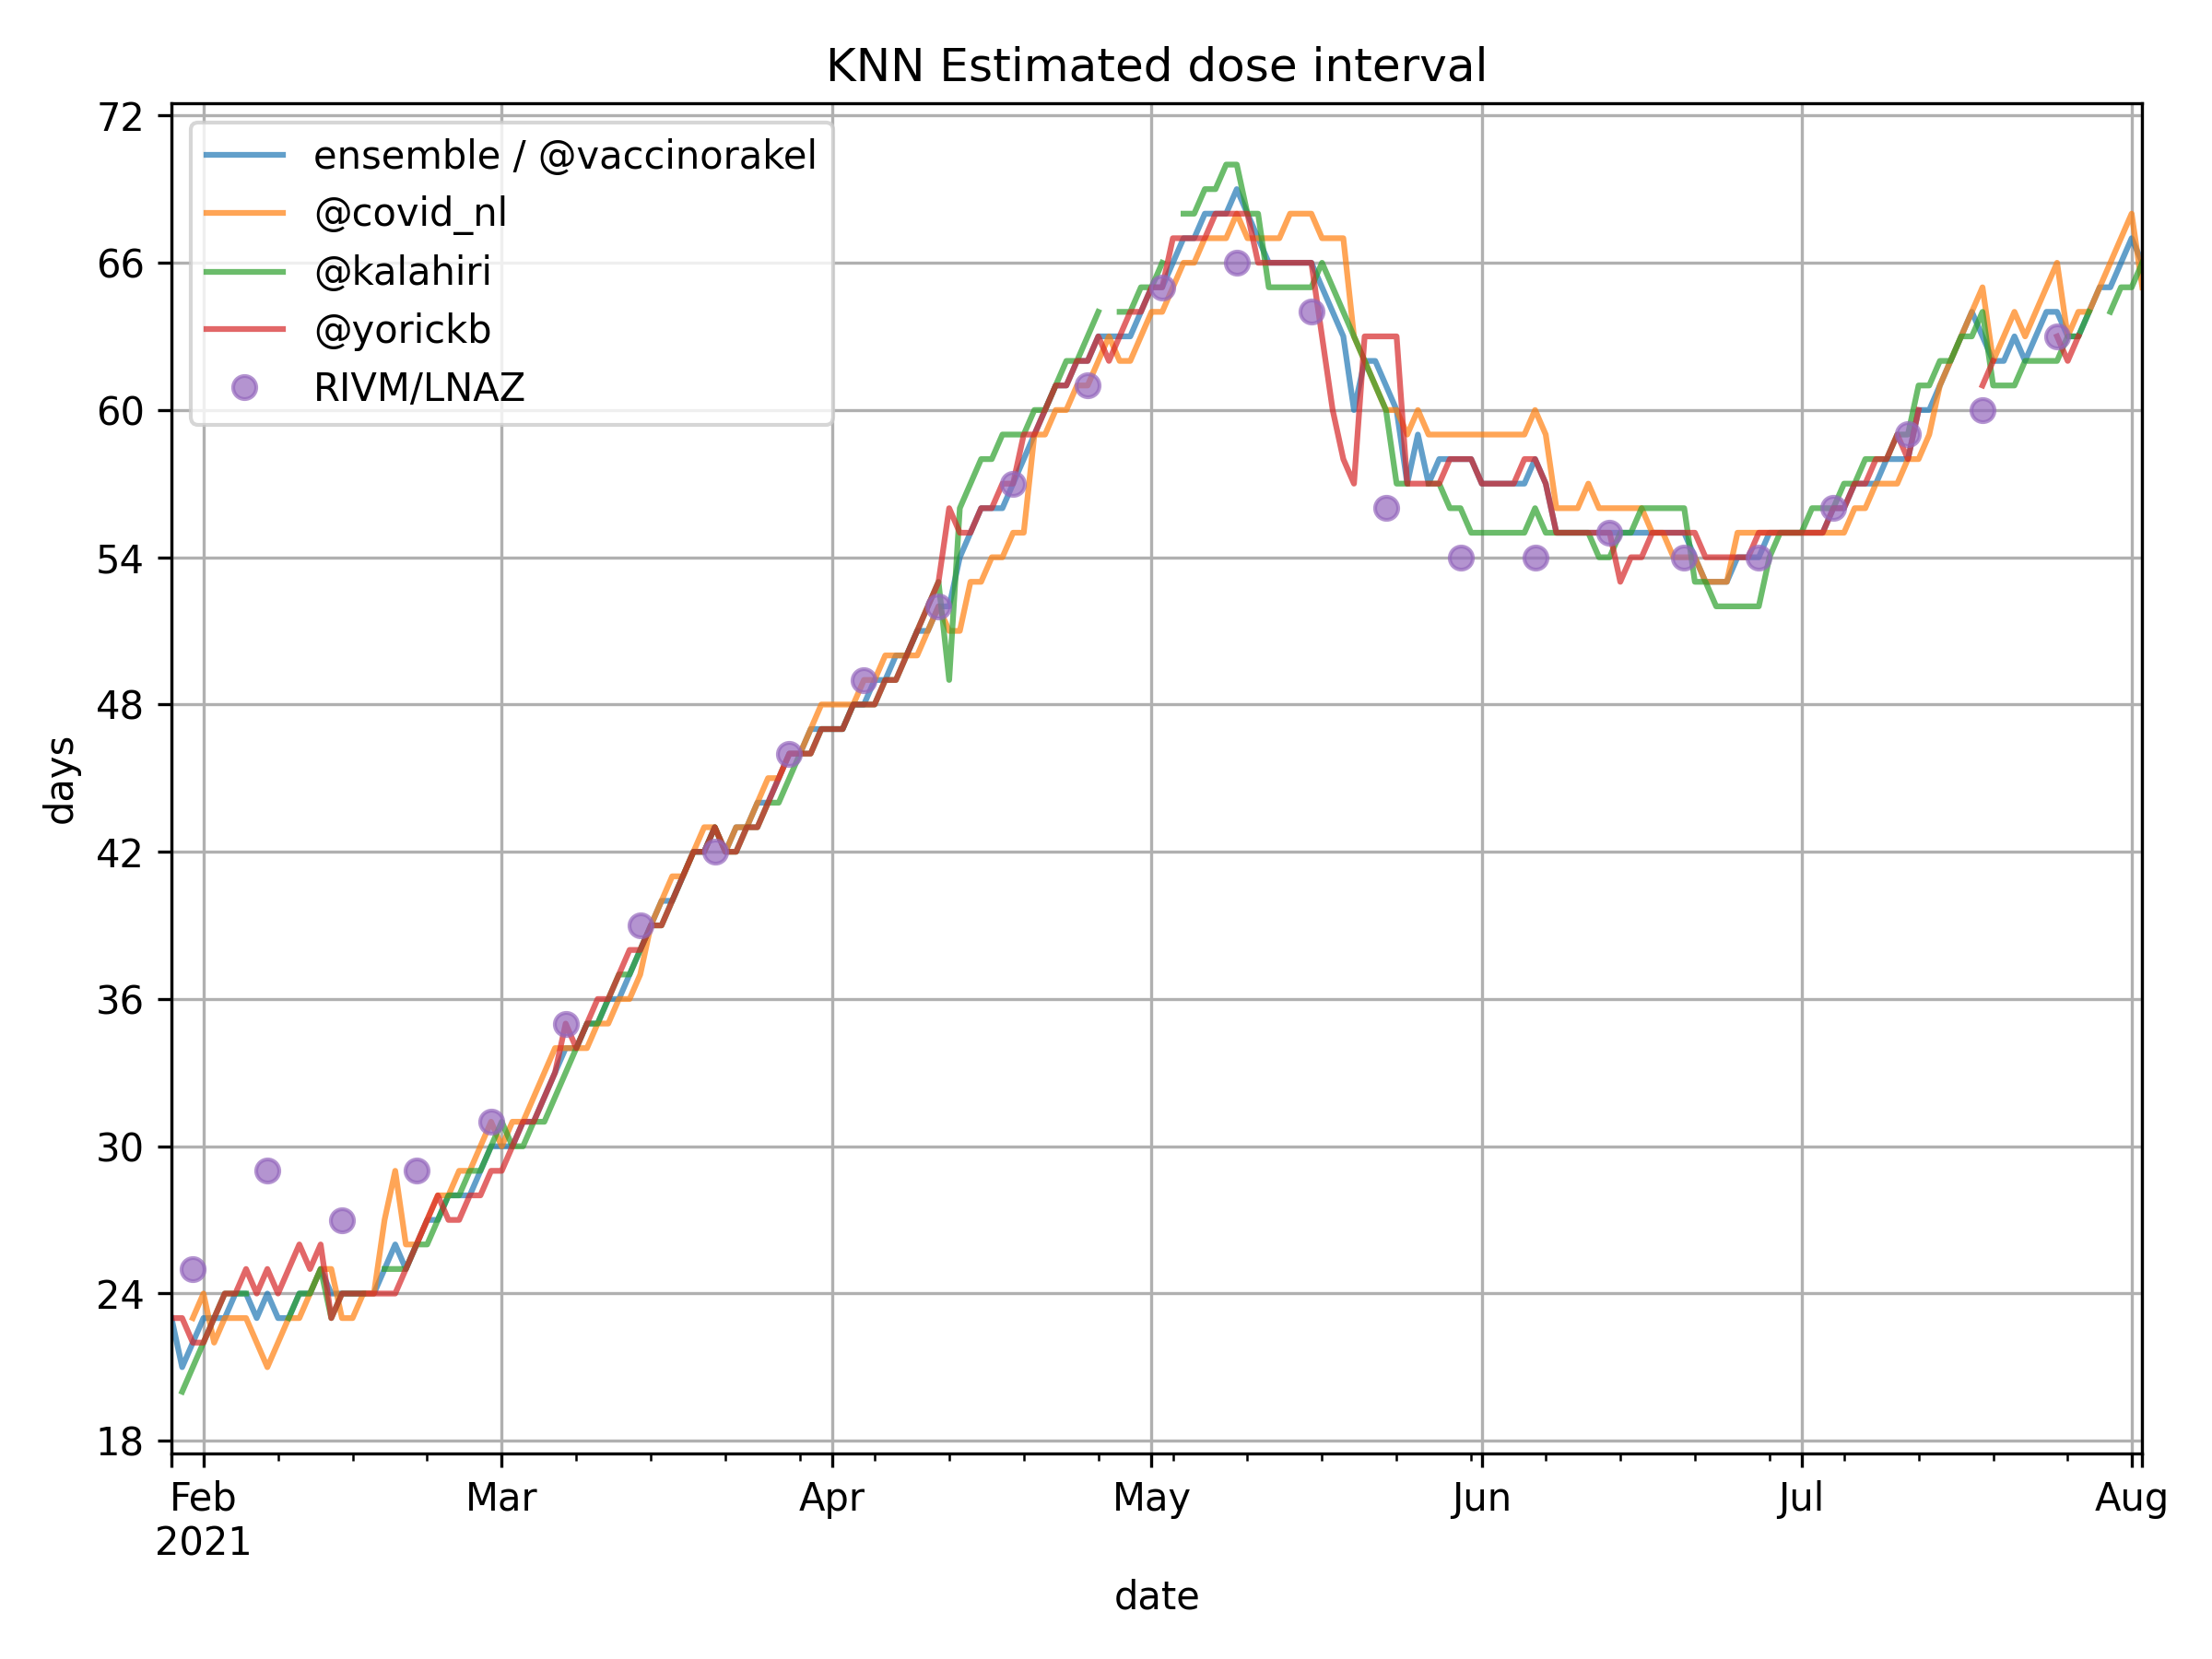 KNN Estimated dose interval
72
66
60
54
48
42
36
30
24
18
days
ensemble / @vaccinorakel
@covid_nl
@kalahiri
@yorickb
RIVM/LNAZ
Feb Mar Apr May Jun Jul Aug
2021
date